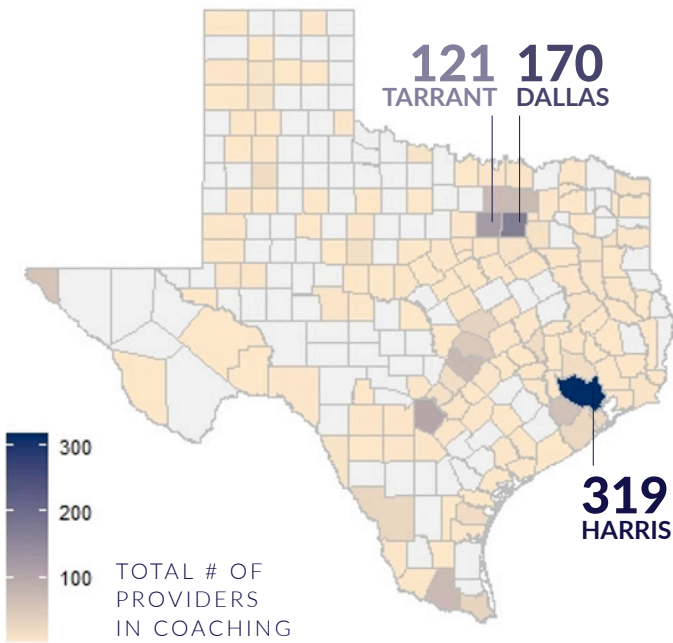 121 170
TARRANT DALLAS
300
200
100
319
HARRIS
TOTAL # OF
PROVIDERS
IN COACHING